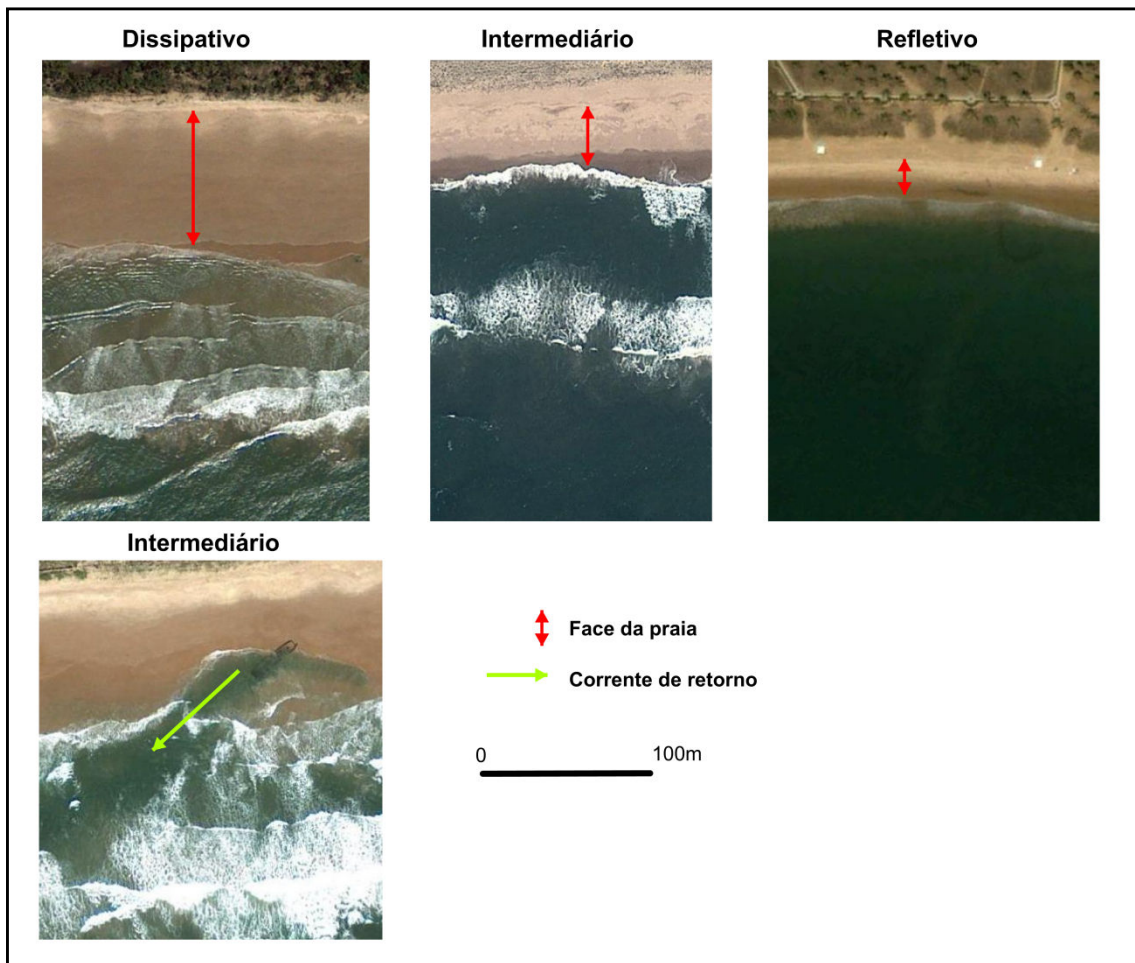 Dissipativo
Intermediário
Refletivo
Intermediário
Face da praia
Corrente de retorno
0
100m